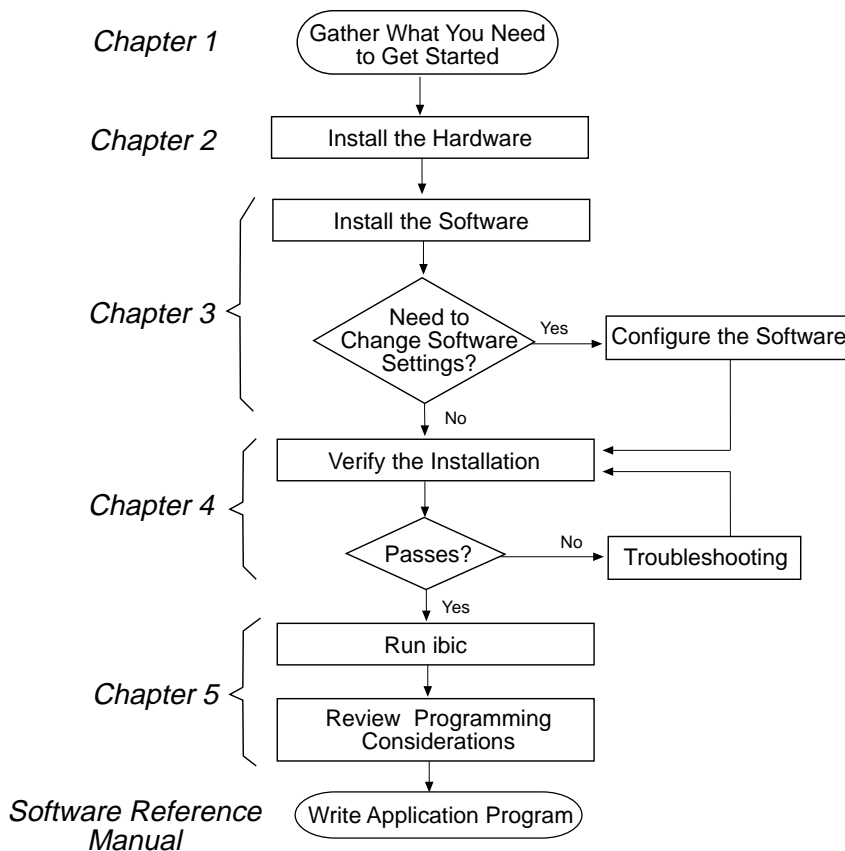 Chapter 1
Gather What You Need
to Get Started
Chapter 2
Install the Hardware
Install the Software
Chapter 3
Need to
Change Software
Settings?
Yes
Configure the Software
No
Verify the Installation
Chapter 4
Passes?
No
Troubleshooting
Yes
Run ibic
Chapter 5
Review Programming
Considerations
Software Reference
Manual
Write Application Program